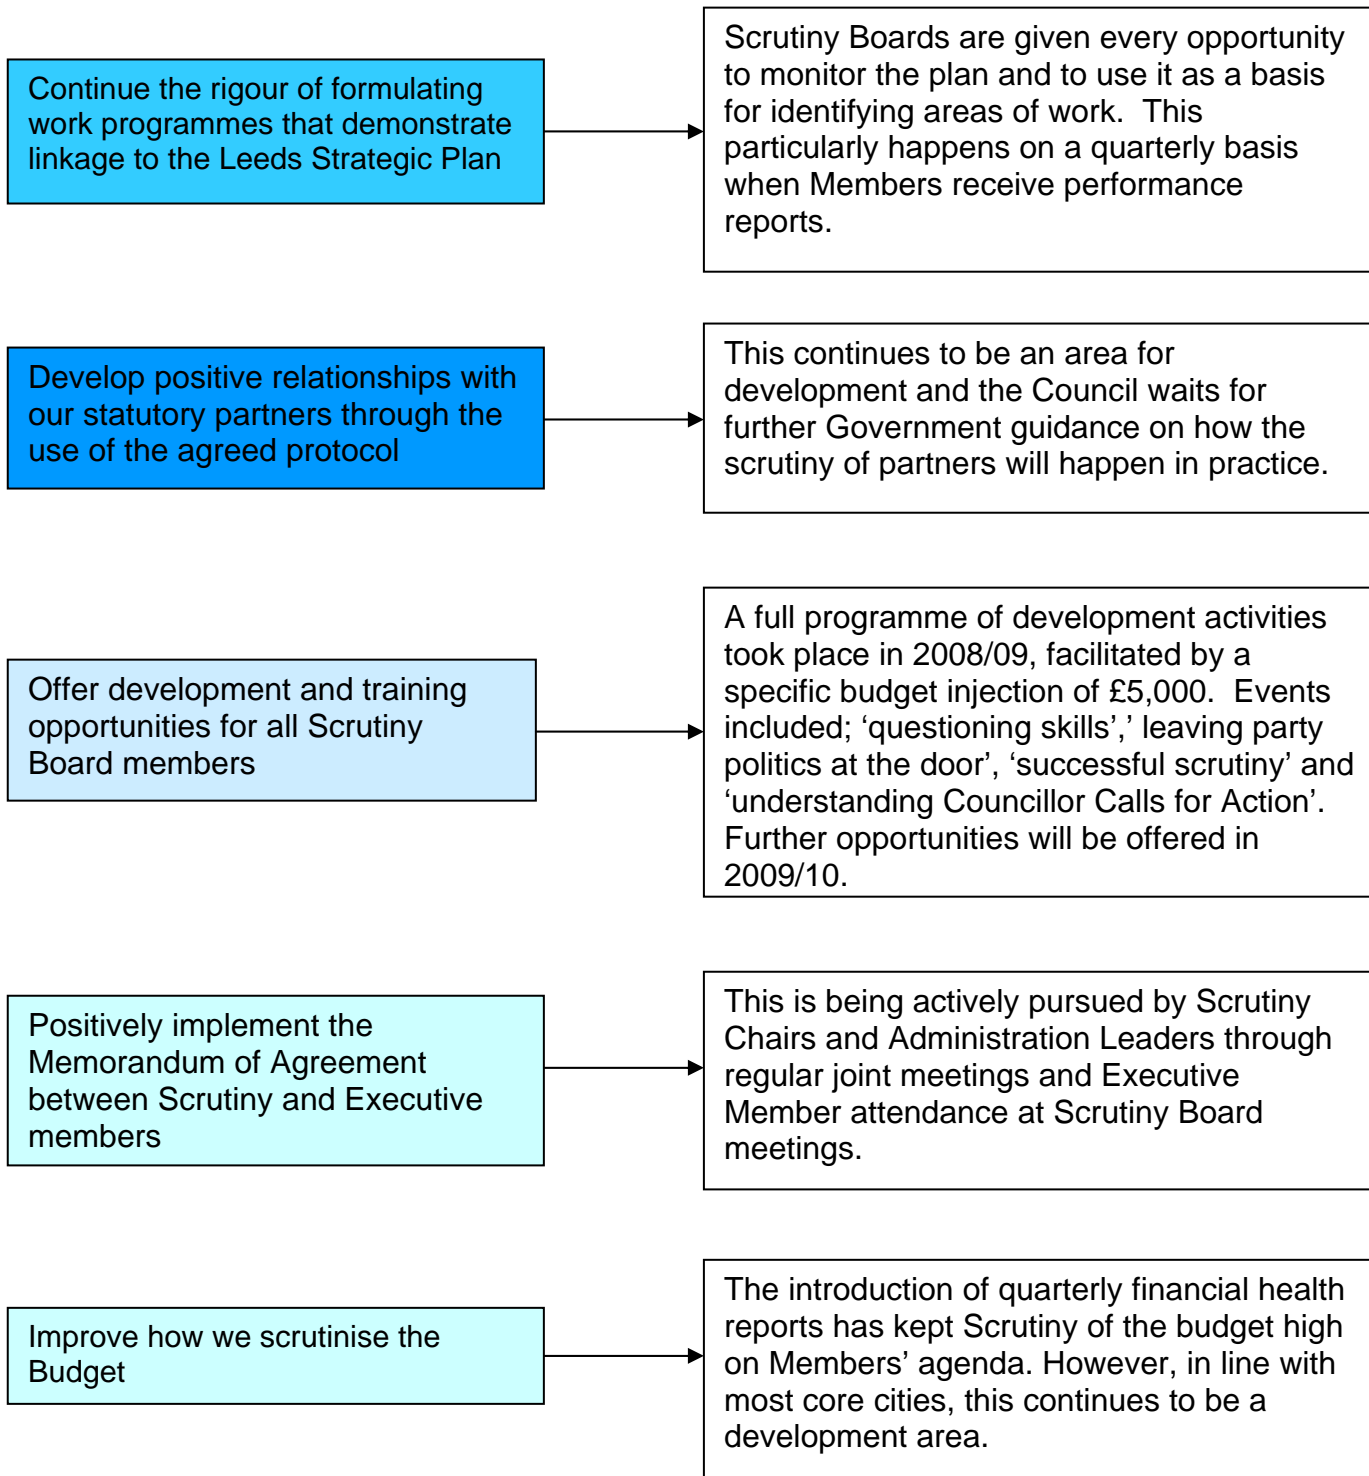 Continue the rigour of formulating
work programmes that demonstrate
linkage to the Leeds Strategic Plan
Scrutiny Boards are given every opportunity
to monitor the plan and to use it as a basis
for identifying areas of work.  This
particularly happens on a quarterly basis
when Members receive performance
reports.
Develop positive relationships with
our statutory partners through the
use of the agreed protocol
This continues to be an area for
development and the Council waits for
further Government guidance on how the
scrutiny of partners will happen in practice.
Offer development and training
opportunities for all Scrutiny
Board members
A full programme of development activities
took place in 2008/09, facilitated by a
specific budget injection of £5,000.  Events
included; ‘questioning skills’,’ leaving party
politics at the door’, ‘successful scrutiny’ and
‘understanding Councillor Calls for Action’.
Further opportunities will be offered in
2009/10.
Positively implement the
Memorandum of Agreement
between Scrutiny and Executive
members
This is being actively pursued by Scrutiny
Chairs and Administration Leaders through
regular joint meetings and Executive
Member attendance at Scrutiny Board
meetings.
Improve how we scrutinise the
Budget
The introduction of quarterly financial health
reports has kept Scrutiny of the budget high
on Members’ agenda. However, in line with
most core cities, this continues to be a
development area.